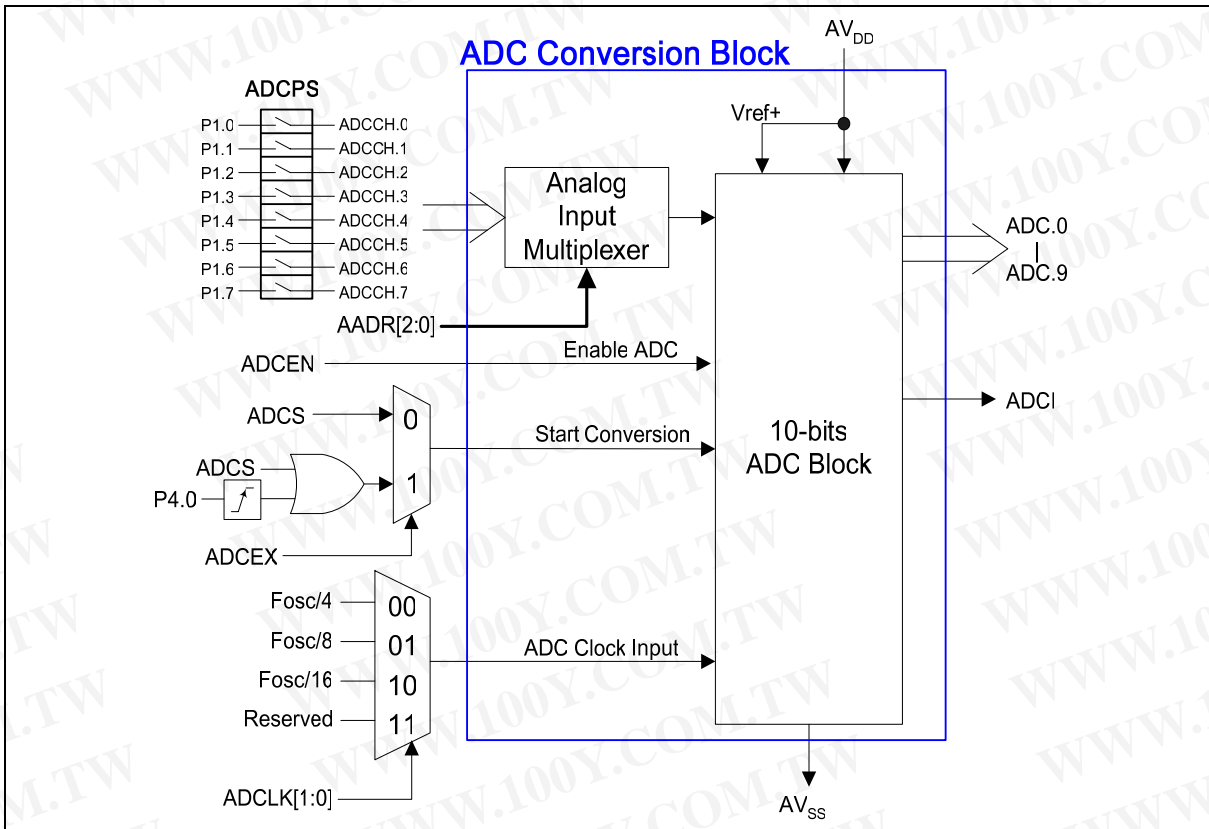 AVDD
ADC Conversion Block
ADCPS
Vref+
P1.0 ADCCH.0
P1.1 ADCCH.1
P1.2 ADCCH.2
P1.3 ADCCH.3
P1.4 ADCCH.4
P1.5 ADCCH.5
P1.6 ADCCH.6
P1.7 ADCCH.7
Analog
Input
Multiplexer
ADC.0
ADC.9
AADR[2:0]
ADCEN
Enable ADC
ADCI
ADCS
0
Start Conversion
10-bits
ADC Block
ADCS
P4.0
1
ADCEX
Fosc/4 00
Fosc/8 01
ADC Clock Input
Fosc/16 10
Reserved 11
ADCLK[1:0]
AVSS
WWW.100Y.COM.TW